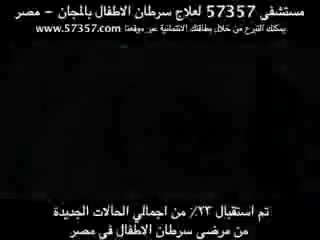 مستشفى 57357 لعلاج سرطان الاطفال بالمجان - مصر
يمكنك التبرع من خلال بطاقتك الائتمانية عبر موقعنا www.57357.com
تم استقبال ٢٣٪ من اجمالي الحالات الجديدة
من مرضى سرطان الاطفال في مصر